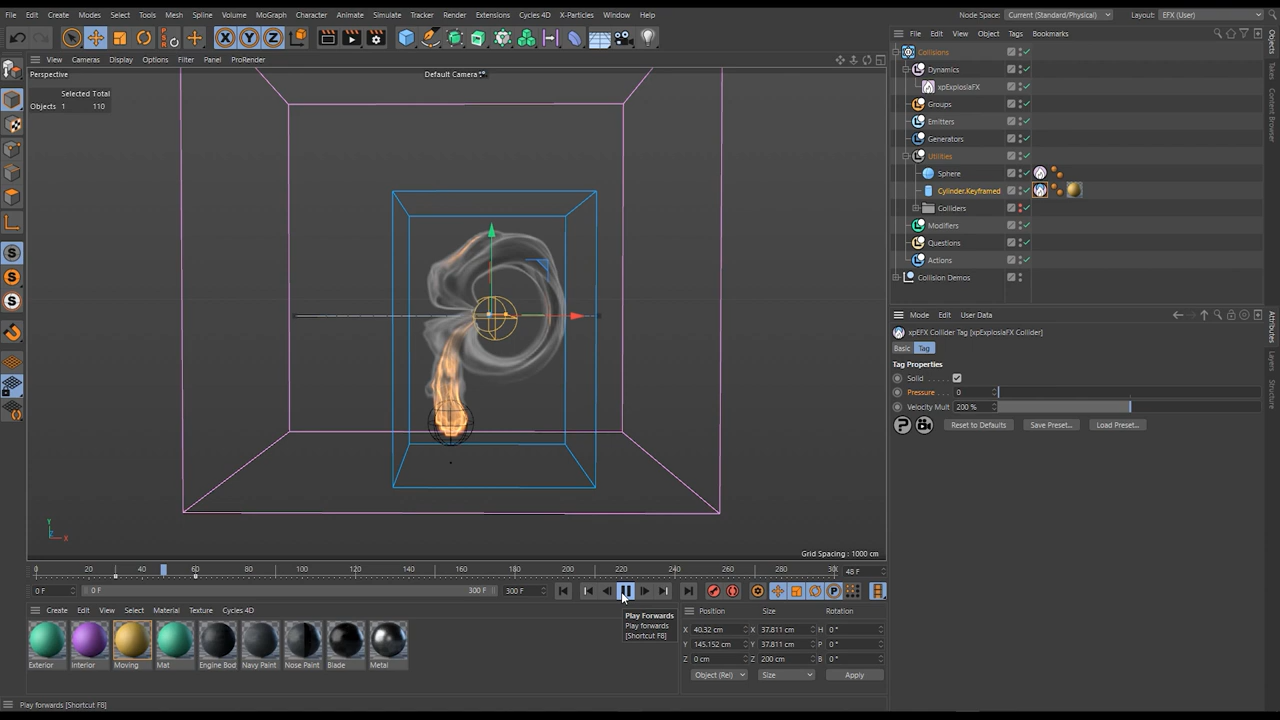 File Edit Create Modes Select Tools Mesh Spline Volume MoGraph Character Animate Simulate Tracker Render Extensions Cycles 4D X-Particles Window Help
Node Space: Current (Standard/Physical) Layout: EFX (User)
X Y Z
File Edit View Object Tags Bookmarks
View Cameras Display Options Filter Panel ProRender
Perspective
Default Camera
Selected Total
Objects 1 110
Collisions
Dynamics
xpExplosiaFX
Groups
Emitters
Generators
Utilities
Sphere
Cylinder.Keyframed
Colliders
Modifiers
Questions
Actions
Collision Demos
Objects
Takes
Content Browser
Mode Edit User Data
xpEFX Collider Tag [xpExplosiaFX Collider]
Basic Tag
Tag Properties
Solid
Pressure 0
Velocity Mult 200 %
Reset to Defaults Save Preset... Load Preset...
Attributes
Layers
Structure
Y
Z
X
Grid Spacing : 1000 cm
0 20 40 60 80 100 120 140 160 180 200 220 240 260 280 30 48 F
0 F 0 F 300 F 300 F
Play Forwards
Play forwards
[Shortcut F8]
Create Edit View Select Material Texture Cycles 4D
Position Size Rotation
X 40.32 cm X 37.811 cm H 0 °
Y 145.152 cm Y 37.811 cm P 0 °
Z 0 cm Z 200 cm B 0 °
Object (Rel) Size Apply
Exterior Interior Moving Mat Engine Bod Navy Paint Nose Paint Blade Metal
Play forwards [Shortcut F8]